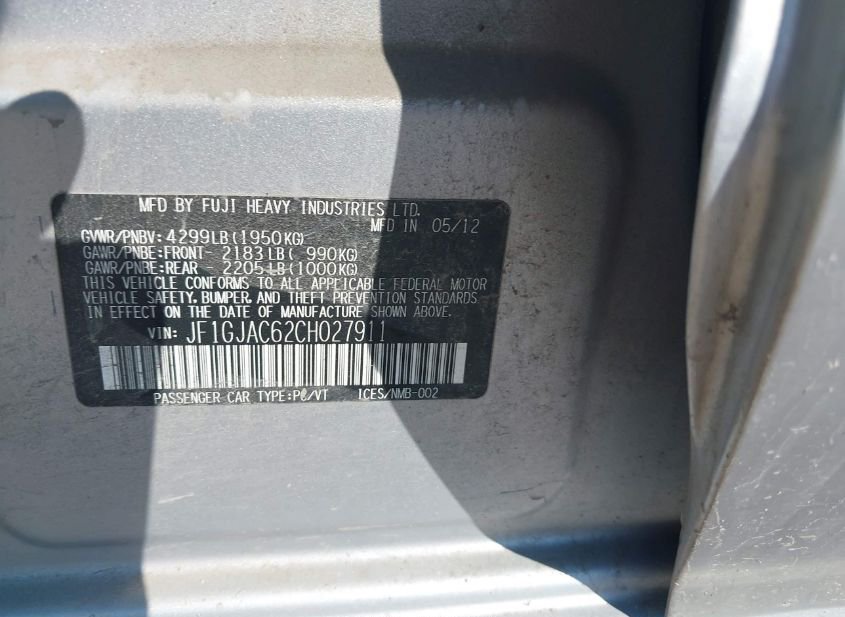 MFD BY FUJI HEAVY INDUSTRIES LTD.
MFD IN 05/12
GVWR/PNBV: 4299LB(1950KG)
GAWR/PNBE:FRONT 2183LB( 990KG)
GAWR/PNBE:REAR 2205LB(1000KG)
THIS VEHICLE CONFORMS TO ALL APPLICABLE FEDERAL MOTOR
VEHICLE SAFETY, BUMPER, AND THEFT PREVENTION STANDARDS
IN EFFECT ON THE DATE OF MANUFACTURE SHOWN ABOVE.
VIN: JF1GJAC62CH027911
PASSENGER CAR TYPE:Pℓ/VT ICES/NMB-002